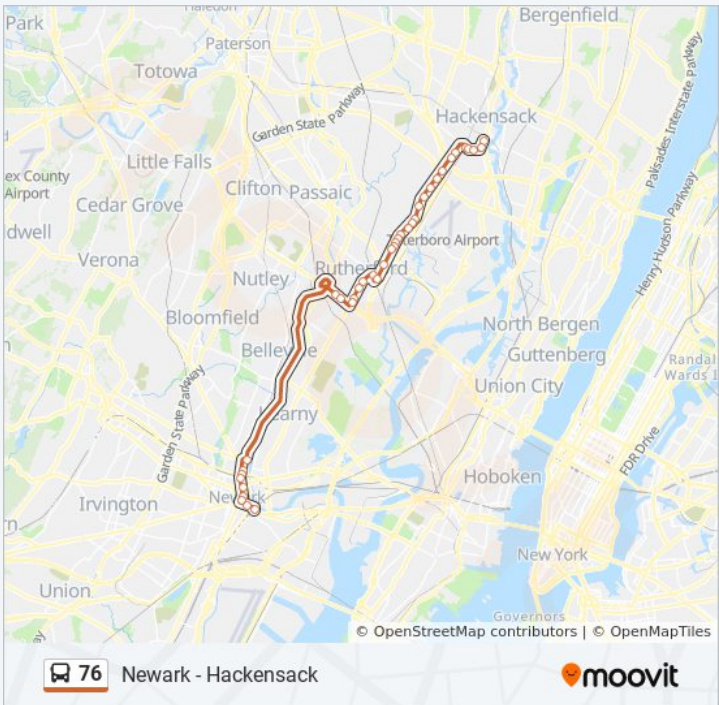 Park
Haledon
Bergenfield
Paterson
Totowa
Palisades Interstate Parkway
Garden State Parkway
Hackensack
Little Falls
ex County
Airport
Clifton
Passaic
Cedar Grove
dwell
Teterboro Airport
Henry Hudson Parkway
Verona
Rutherford
Nutley
Bloomfield
North Bergen
Guttenberg
Belleville
Randal
Wards I
Union City
Garden State Parkway
Kearny
FDR Drive
Hoboken
Irvington
Newark
New York
Union
Governors
© OpenStreetMap contributors | © OpenMapTiles
76 Newark - Hackensack
moovit